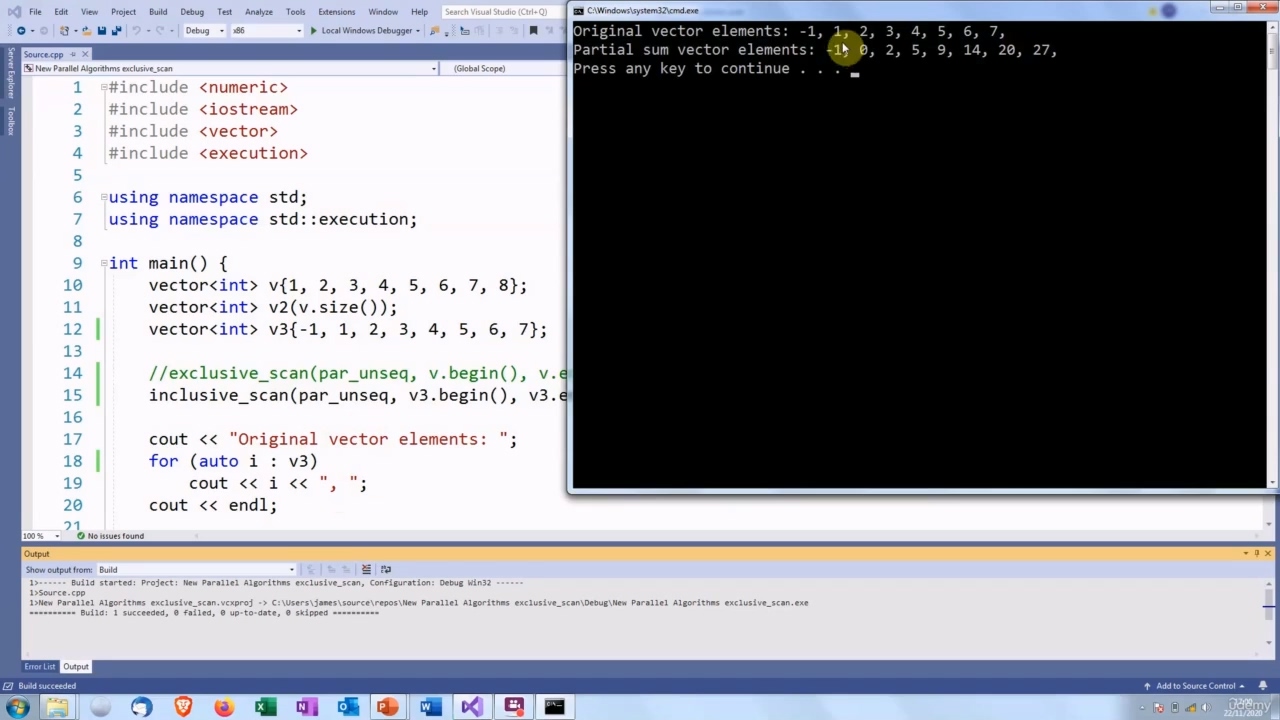 File Edit View Project Build Debug Test Analyze Tools Extensions Window Help Search Visual Studio (Ctrl+Q)
Debug x86 Local Windows Debugger
Server Explorer
Toolbox
Source.cpp
New Parallel Algorithms exclusive_scan (Global Scope)
1 #include <numeric>
2 #include <iostream>
3 #include <vector>
4 #include <execution>
5
6 using namespace std;
7 using namespace std::execution;
8
9 int main() {
10 vector<int> v{1, 2, 3, 4, 5, 6, 7, 8};
11 vector<int> v2(v.size());
12 vector<int> v3{-1, 1, 2, 3, 4, 5, 6, 7};
13
14 //exclusive_scan(par_unseq, v.begin(), v.e
15 inclusive_scan(par_unseq, v3.begin(), v3.e
16
17 cout << "Original vector elements: ";
18 for (auto i : v3)
19 cout << i << ", ";
20 cout << endl;
21
C:\Windows\system32\cmd.exe
Original vector elements: -1, 1, 2, 3, 4, 5, 6, 7,
Partial sum vector elements: -1, 0, 2, 5, 9, 14, 20, 27,
Press any key to continue . . .
100 % No issues found
Output
Show output from: Build
1>------ Build started: Project: New Parallel Algorithms exclusive_scan, Configuration: Debug Win32 ------
1>Source.cpp
1>New Parallel Algorithms exclusive_scan.vcxproj -> C:\Users\james\source\repos\New Parallel Algorithms exclusive_scan\Debug\New Parallel Algorithms exclusive_scan.exe
========== Build: 1 succeeded, 0 failed, 0 up-to-date, 0 skipped ==========
Error List Output
Build succeeded Add to Source Control
22/11/2020
udemy